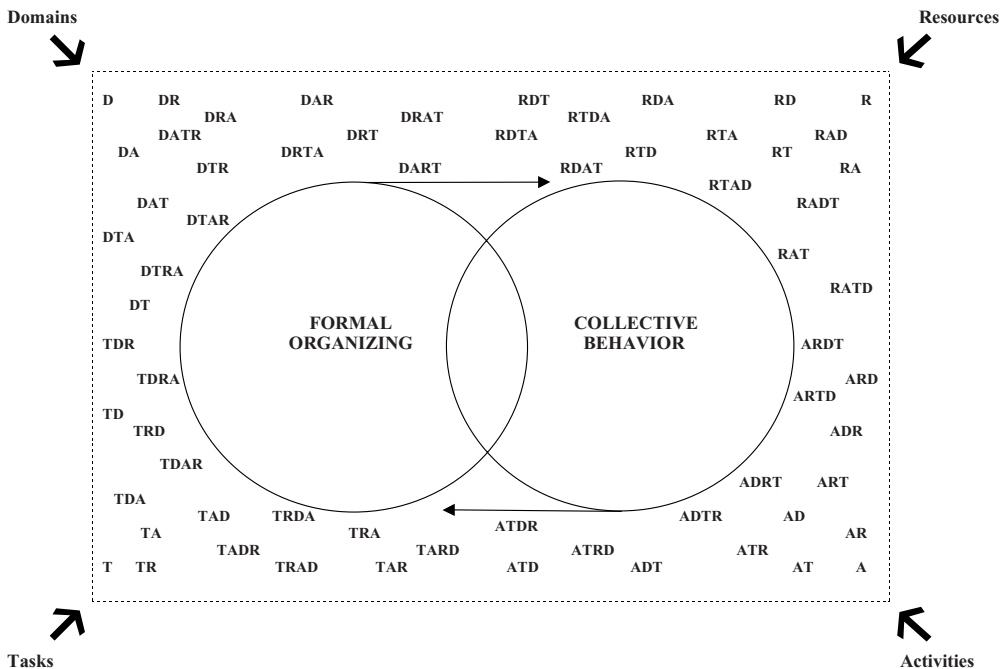 Domains Resources
D DR DAR RDT RDA RD R
DRA DRAT RTDA
DATR DRT RDTA RTA RAD
DA DRTA RTD RT
DTR DART RDAT RA
RTAD
DAT RADT
DTAR
DTA
RAT
DTRA
RATD
DT
FORMAL COLLECTIVE
TDR ORGANIZING BEHAVIOR ARDT
TDRA ARD
ARTD
TD
TRD ADR
TDAR
ADRT ART
TDA
TAD TRDA ADTR AD
ATDR
TA TRA AR
TADR TARD ATRD ATR
T TR TRAD TAR ATD ADT AT A
Tasks Activities